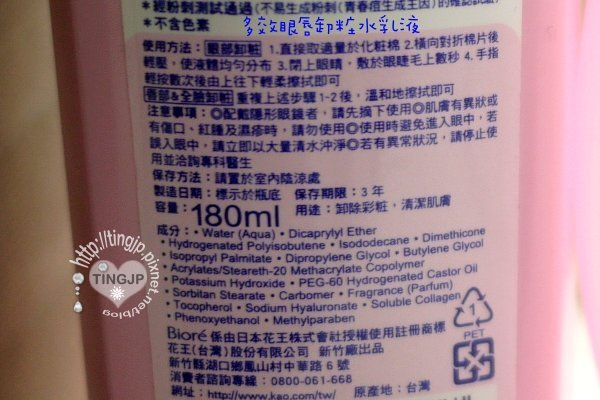 *經粉刺測試通過(不易生成粉刺(青春痘生成主因)的確認試驗)
*不含色素
多效眼唇卸粧水乳液
使用方法：眼部卸粧 1.直接取適量於化粧棉 2.橫向對折棉片後
輕壓，使液體均勻分布 3.閉上眼睛，敷於眼睫毛上數秒 4.手指
輕按數次後由上往下輕柔擦拭即可
唇部&全臉卸粧 重複上述步驟1-2後，溫和地擦拭即可
注意事項：◎配戴隱形眼鏡者，請先摘下使用◎肌膚有異狀或
有傷口、紅腫及濕疹時，請勿使用◎使用時避免進入眼中，若
誤入眼中，請立即以大量清水沖淨◎若有異常狀況，請停止使
用並洽詢專科醫生
保存方法：請置於室內陰涼處
製造日期：標示於瓶底 保存期限：3年
容量：180ml 用途：卸除彩粧，清潔肌膚
成分：• Water (Aqua) • Dicaprylyl Ether
• Hydrogenated Polyisobutene • Isododecane • Dimethicone
• Isopropyl Palmitate • Dipropylene Glycol • Butylene Glycol
• Acrylates/Steareth-20 Methacrylate Copolymer
• Potassium Hydroxide • PEG-60 Hydrogenated Castor Oil
• Sorbitan Stearate • Carbomer • Fragrance (Parfum)
• Tocopherol • Sodium Hyaluronate • Soluble Collagen
• Phenoxyethanol • Methylparaben
Bioré 係由日本花王株式會社授權使用註冊商標
花王(台灣)股份有限公司 新竹廠出品
新竹縣湖口鄉鳳山村中華路6號
消費者諮詢專線：0800-061-668
網址：http://www.kao.com/tw/ 原產地：台灣
1
PET
http://tingjp.pixnet.net/blog
TINGJP